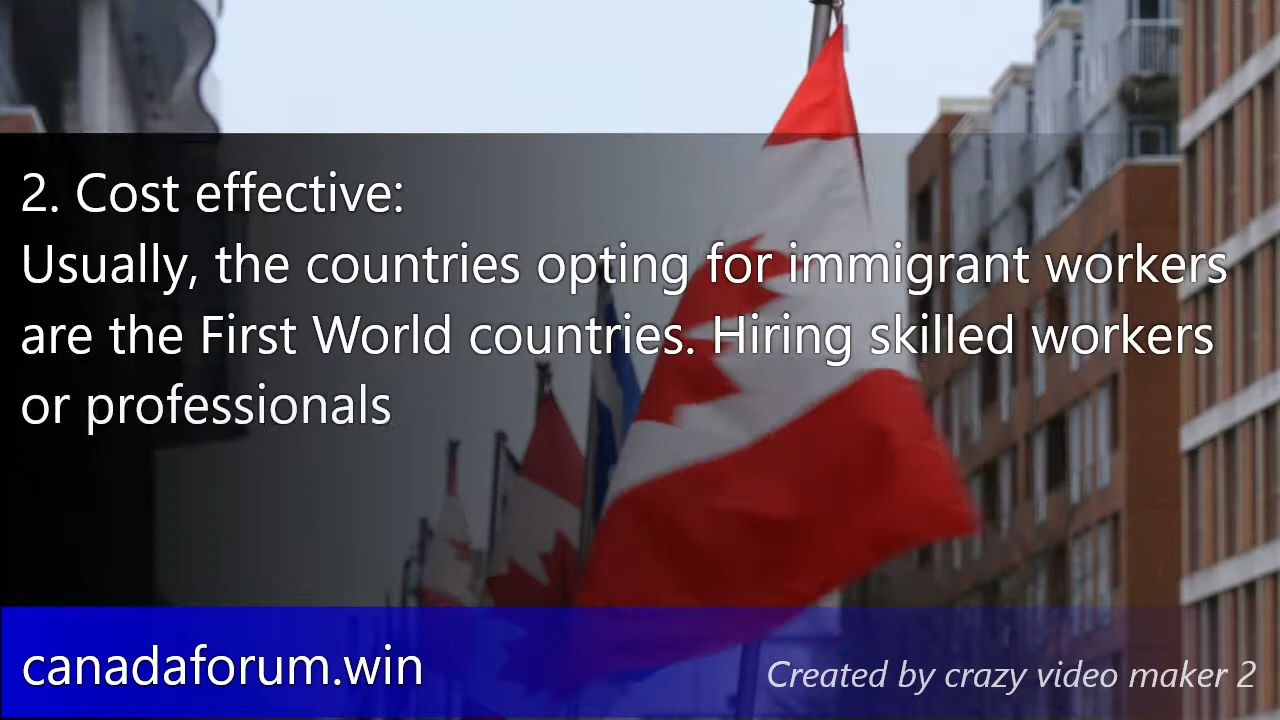 2. Cost effective:
Usually, the countries opting for immigrant workers
are the First World countries. Hiring skilled workers
or professionals
canadaforum.win
Created by crazy video maker 2